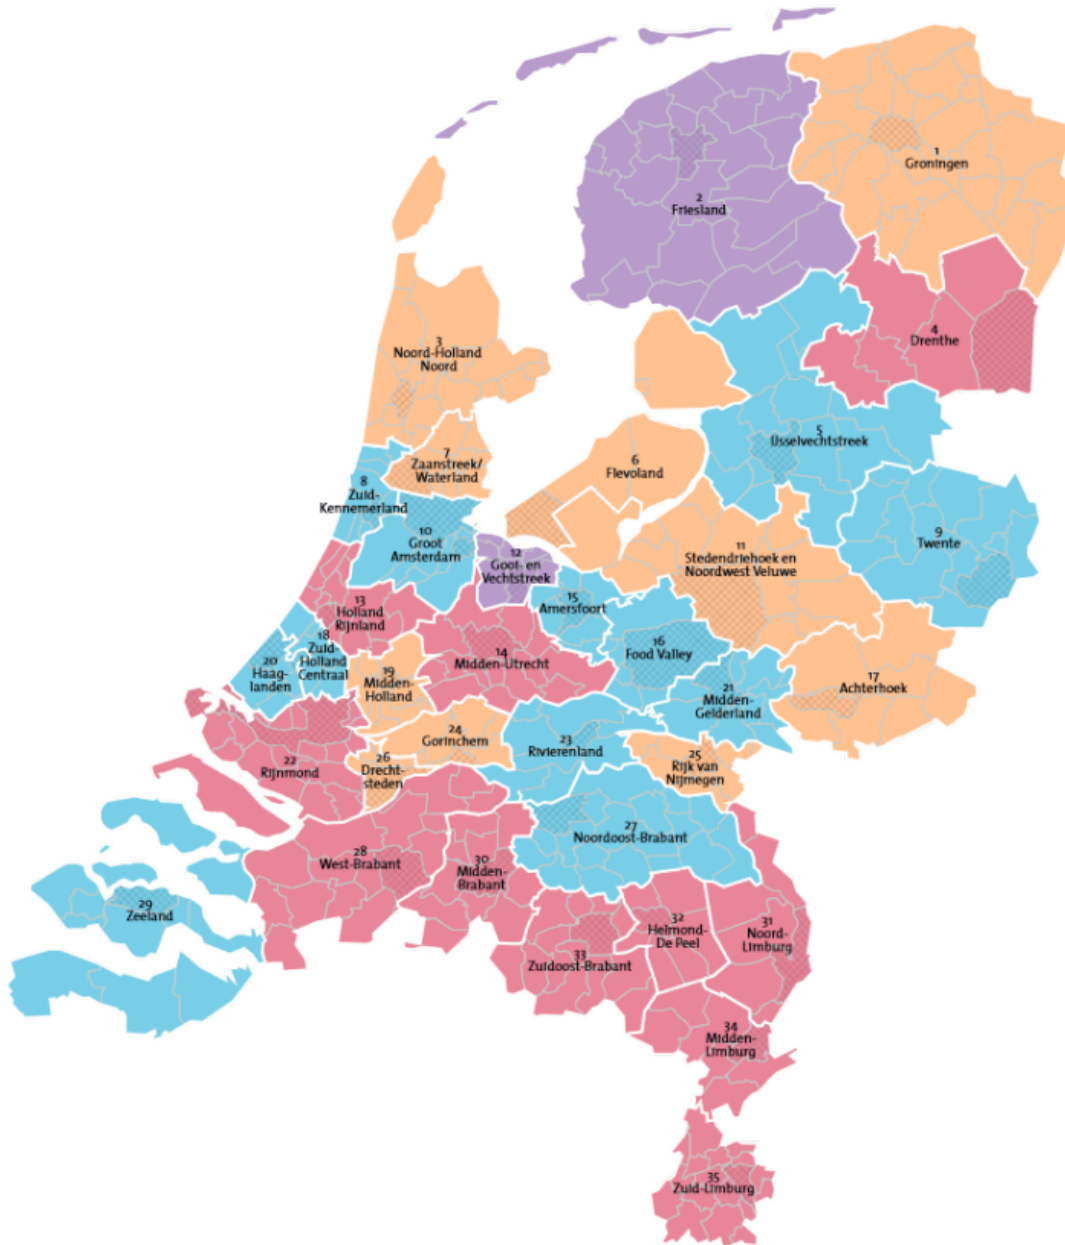 1
Groningen
2
Friesland
3
Noord-Holland
Noord
4
Drenthe
5
IJsselvechtstreek
6
Flevoland
7
Zaanstreek/
Waterland
8
Zuid-
Kennemerland
9
Twente
10
Groot
Amsterdam
11
Stedendriehoek en
Noordwest Veluwe
12
Gooi- en
Vechtstreek
13
Holland
Rijnland
14
Midden-Utrecht
15
Amersfoort
16
Food Valley
17
Achterhoek
18
Zuid-
Holland
Centraal
19
Midden-
Holland
20
Haag-
landen
21
Midden-
Gelderland
22
Rijnmond
23
Rivierenland
24
Gorinchem
25
Rijk van
Nijmegen
26
Drecht-
steden
27
Noordoost-Brabant
28
West-Brabant
29
Zeeland
30
Midden-
Brabant
31
Noord-
Limburg
32
Helmond-
De Peel
33
Zuidoost-Brabant
34
Midden-
Limburg
35
Zuid-Limburg